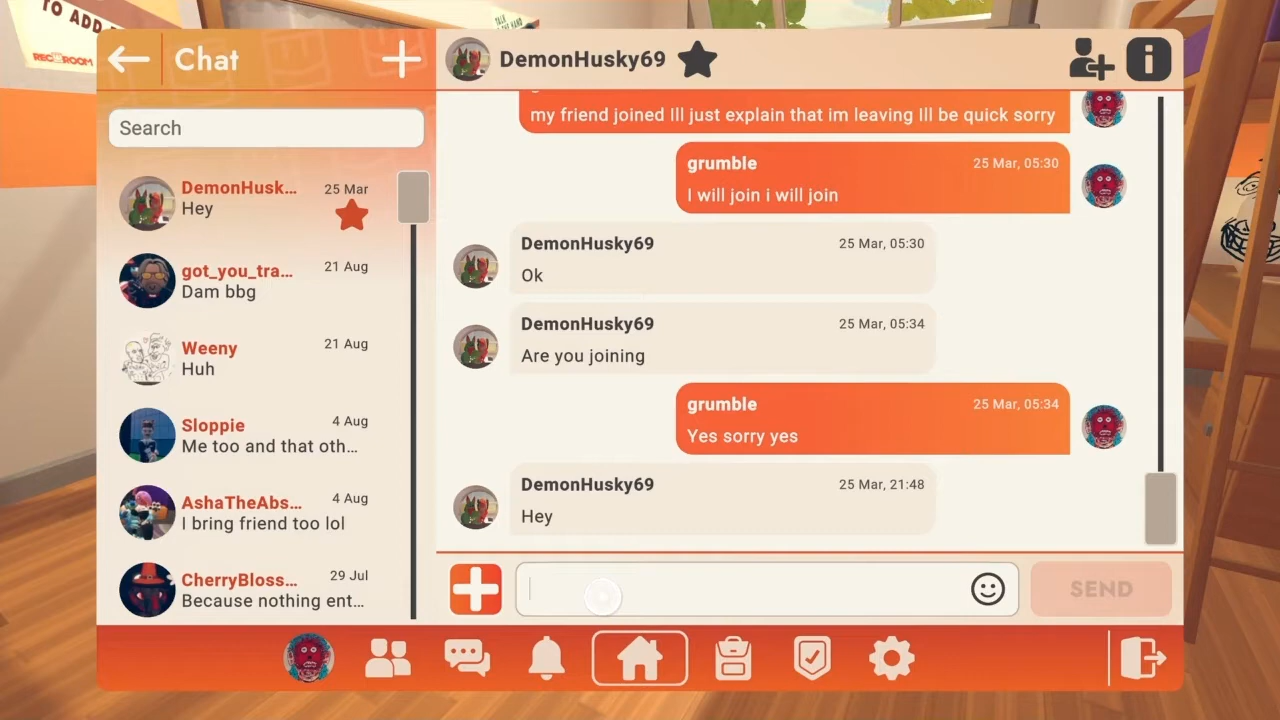 TO ADD
REC ROOM
TALK
THE HAND
Chat
Search
DemonHusk...
25 Mar
Hey
got_you_tra...
21 Aug
Dam bbg
Weeny
21 Aug
Huh
Sloppie
4 Aug
Me too and that oth...
AshaTheAbs...
4 Aug
I bring friend too lol
CherryBloss...
29 Jul
Because nothing ent...
DemonHusky69
my friend joined Ill just explain that im leaving Ill be quick sorry
grumble
25 Mar, 05:30
I will join i will join
DemonHusky69
25 Mar, 05:30
Ok
DemonHusky69
25 Mar, 05:34
Are you joining
grumble
25 Mar, 05:34
Yes sorry yes
DemonHusky69
25 Mar, 21:48
Hey
SEND